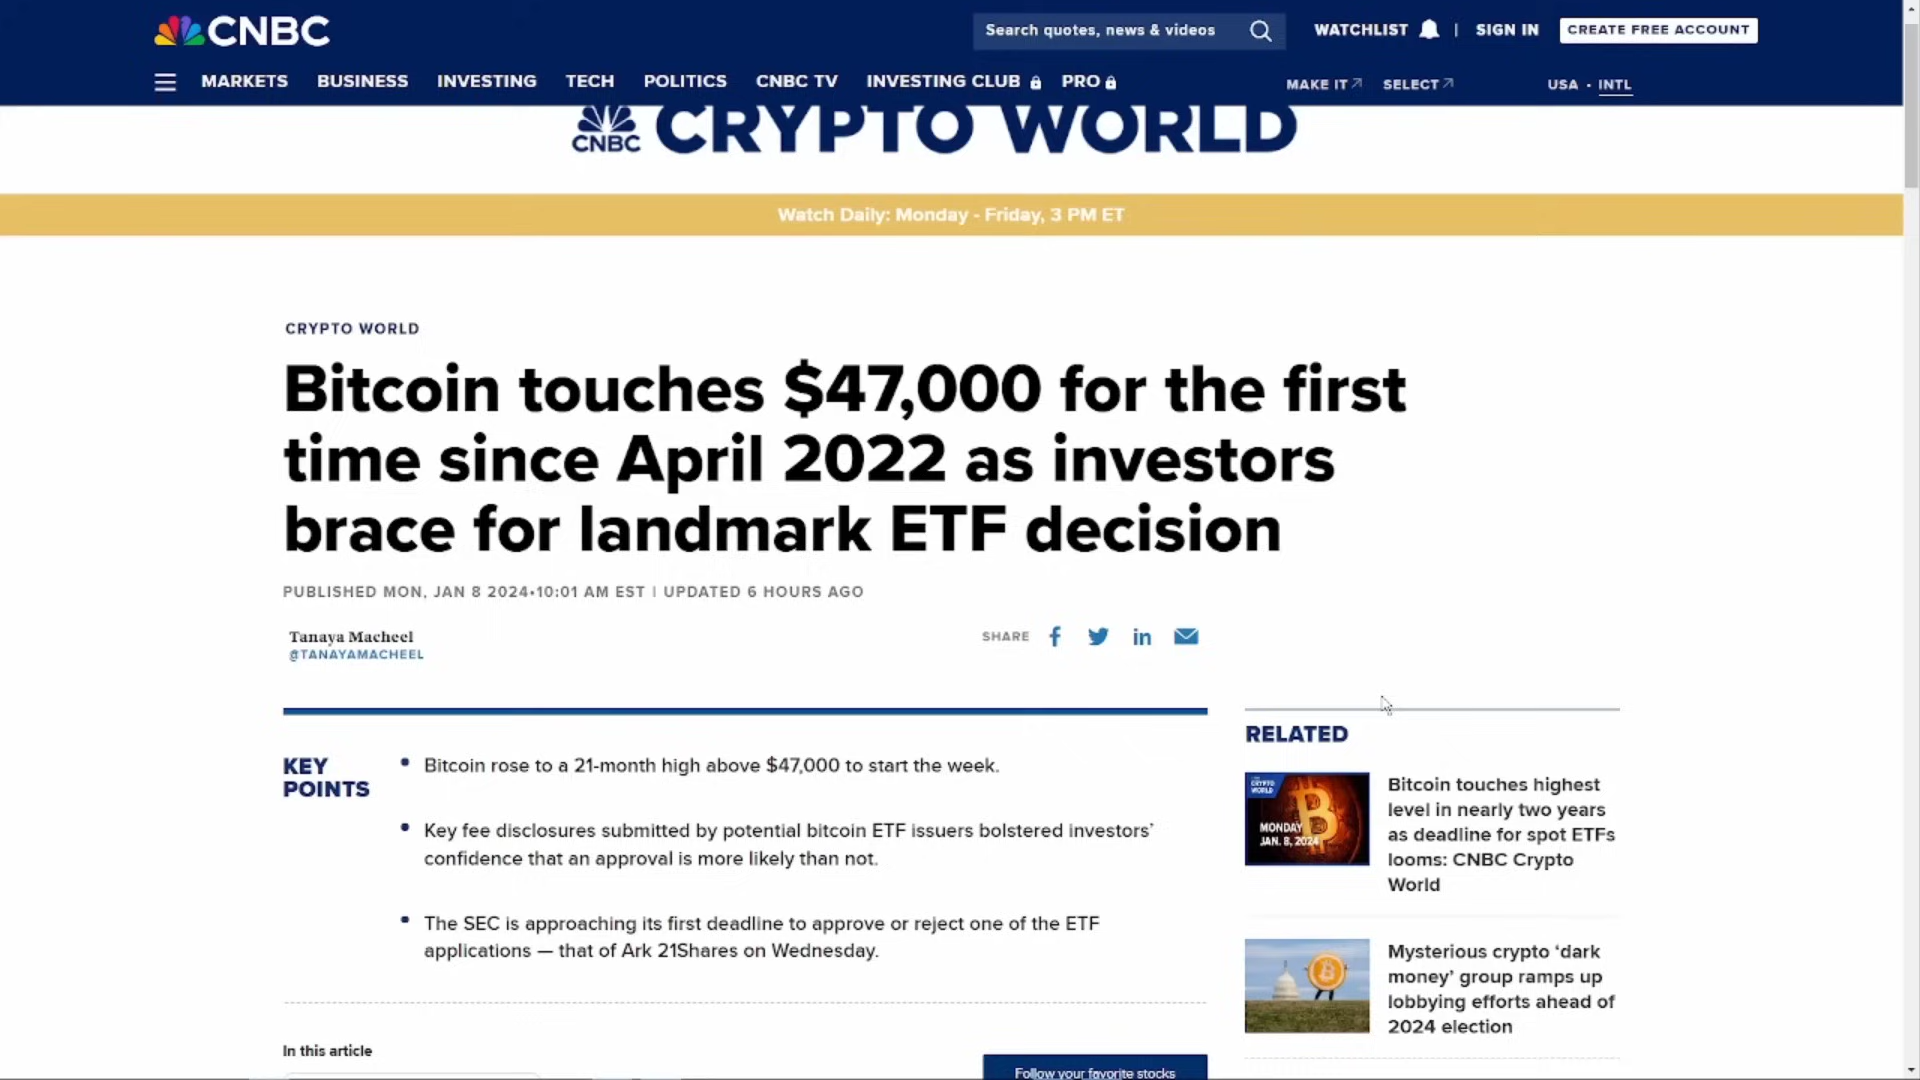 CNBC
Search quotes, news & videos
WATCHLIST | SIGN IN
CREATE FREE ACCOUNT
MARKETS BUSINESS INVESTING TECH POLITICS CNBC TV INVESTING CLUB PRO
MAKE IT SELECT USA • INTL
CNBC CRYPTO WORLD
Watch Daily: Monday - Friday, 3 PM ET
CRYPTO WORLD
Bitcoin touches $47,000 for the first
time since April 2022 as investors
brace for landmark ETF decision
PUBLISHED MON, JAN 8 2024•10:01 AM EST | UPDATED 6 HOURS AGO
Tanaya Macheel
@TANAYAMACHEEL
SHARE
KEY
POINTS
• Bitcoin rose to a 21-month high above $47,000 to start the week.
• Key fee disclosures submitted by potential bitcoin ETF issuers bolstered investors’
confidence that an approval is more likely than not.
• The SEC is approaching its first deadline to approve or reject one of the ETF
applications — that of Ark 21Shares on Wednesday.
In this article
Follow your favorite stocks
RELATED
CRYPTO
WORLD
MONDAY
JAN. 8, 2024
Bitcoin touches highest
level in nearly two years
as deadline for spot ETFs
looms: CNBC Crypto
World
Mysterious crypto ‘dark
money’ group ramps up
lobbying efforts ahead of
2024 election